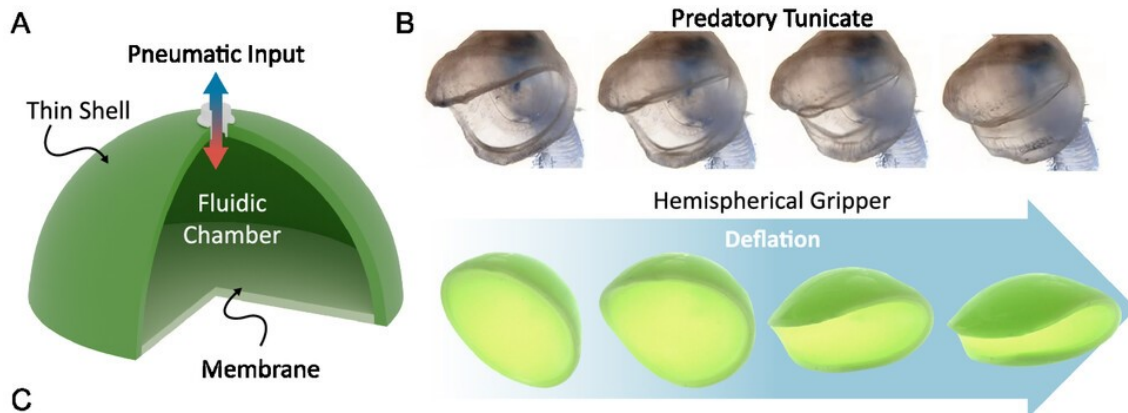 A
Pneumatic Input
Thin Shell
Fluidic
Chamber
Membrane
B
Predatory Tunicate
Hemispherical Gripper
Deflation
C